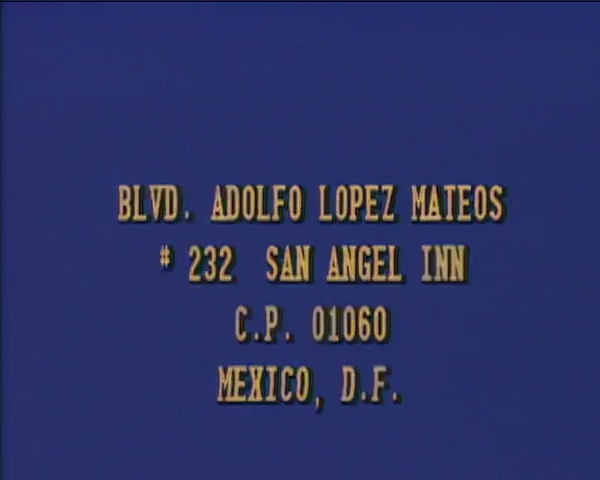 BLVD. ADOLFO LOPEZ MATEOS
# 232 SAN ANGEL INN
C.P. 01060
MEXICO, D.F.